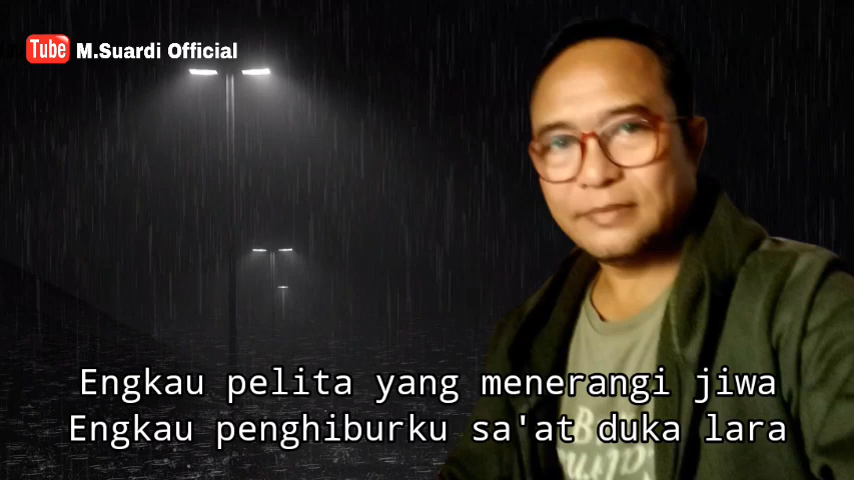 Tube M.Suardi Official
Engkau pelita yang menerangi jiwa
Engkau penghiburku sa'at duka lara